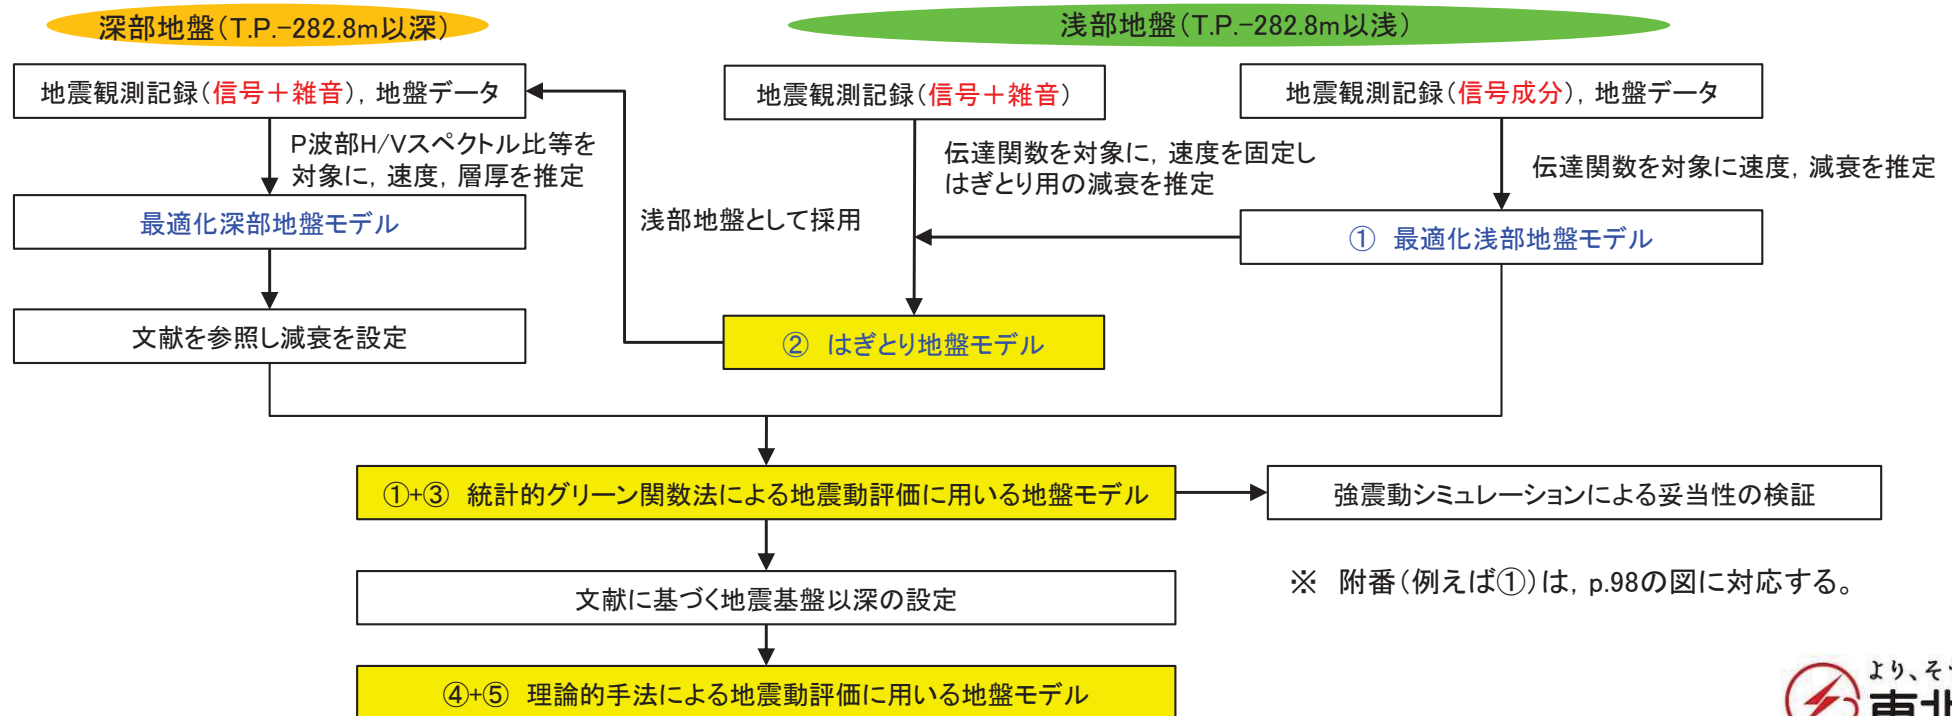 深部地盤(T.P.-282.8m以深)
浅部地盤(T.P.-282.8m以浅)
地震観測記録(信号+雑音), 地盤データ
地震観測記録(信号+雑音)
地震観測記録(信号成分), 地盤データ
P波部H/Vスペクトル比等を
対象に, 速度, 層厚を推定
伝達関数を対象に, 速度を固定し
はぎとり用の減衰を推定
伝達関数を対象に速度, 減衰を推定
最適化深部地盤モデル
浅部地盤として採用
① 最適化浅部地盤モデル
文献を参照し減衰を設定
② はぎとり地盤モデル
①+③ 統計的グリーン関数法による地震動評価に用いる地盤モデル
強震動シミュレーションによる妥当性の検証
文献に基づく地震基盤以深の設定
※ 附番(例えば①)は, p.98の図に対応する。
④+⑤ 理論的手法による地震動評価に用いる地盤モデル
より、そ
東北